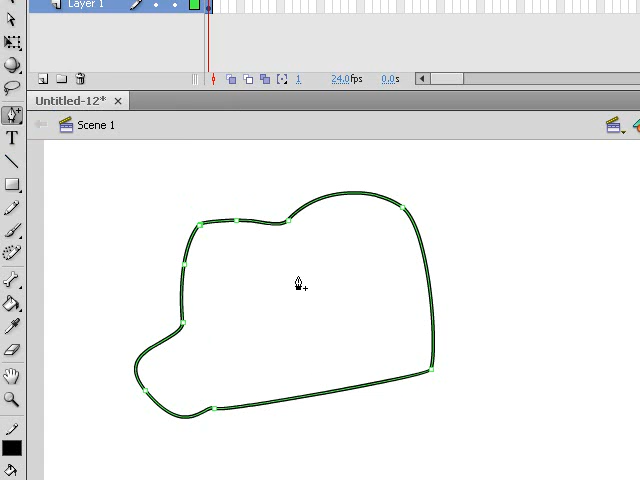 Layer 1
1 24.0fps 0.0s
Untitled-12* ×
Scene 1
T